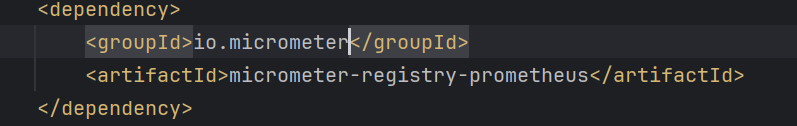 <dependency>
<groupId>io.micrometer</groupId>
<artifactId>micrometer-registry-prometheus</artifactId>
</dependency>